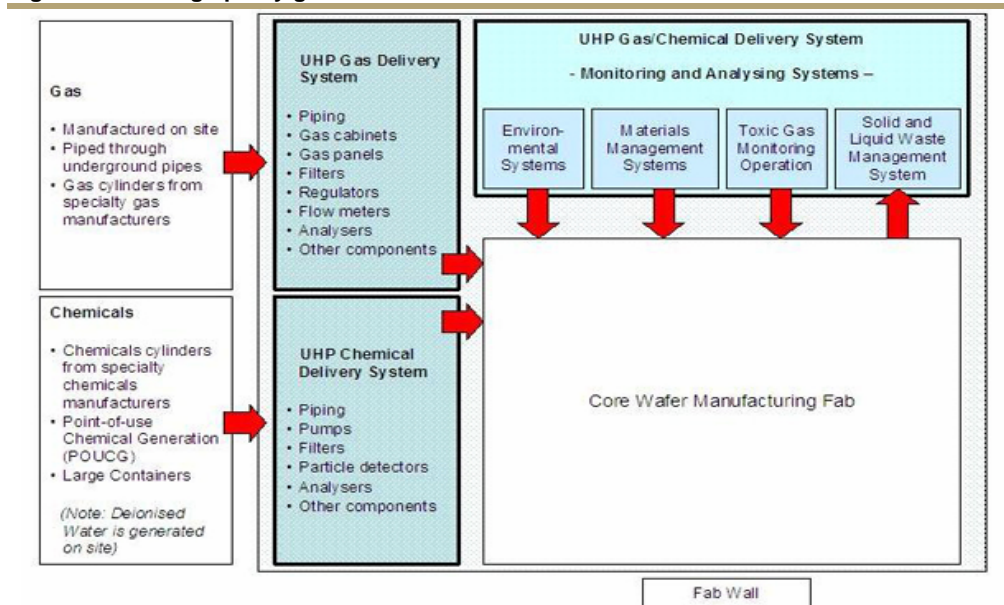 Gas
• Manufactured on site
• Piped through
underground pipes
• Gas cylinders from
specialty gas
manufacturers
Chemicals
• Chemicals cylinders
from specialty
chemicals
manufacturers
• Point-of-use
Chemical Generation
(POUCG)
• Large Containers
(Note: Deionised
Water is generated
on site)
UHP Gas Delivery
System
• Piping
• Gas cabinets
• Gas panels
• Filters
• Regulators
• Flow meters
• Analysers
• Other components
UHP Chemical
Delivery System
• Piping
• Pumps
• Filters
• Particle detectors
• Analysers
• Other components
UHP Gas/Chemical Delivery System
- Monitoring and Analysing Systems –
Environ-
mental
Systems
Materials
Management
Systems
Toxic Gas
Monitoring
Operation
Solid and
Liquid Waste
Management
System
Core Wafer Manufacturing Fab
Fab Wall